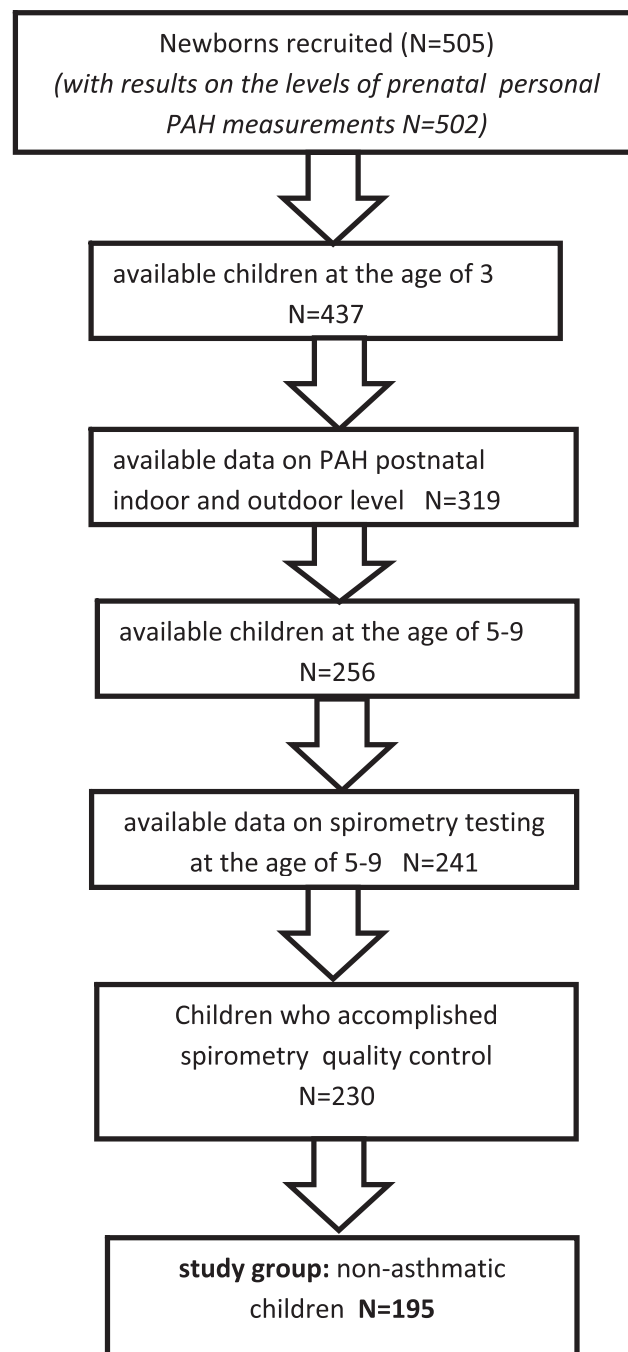 Newborns recruited (N=505)
(with results on the levels of prenatal personal
PAH measurements N=502)
available children at the age of 3
N=437
available data on PAH postnatal
indoor and outdoor level N=319
available children at the age of 5-9
N=256
available data on spirometry testing
at the age of 5-9 N=241
Children who accomplished
spirometry quality control
N=230
study group: non-asthmatic
children N=195